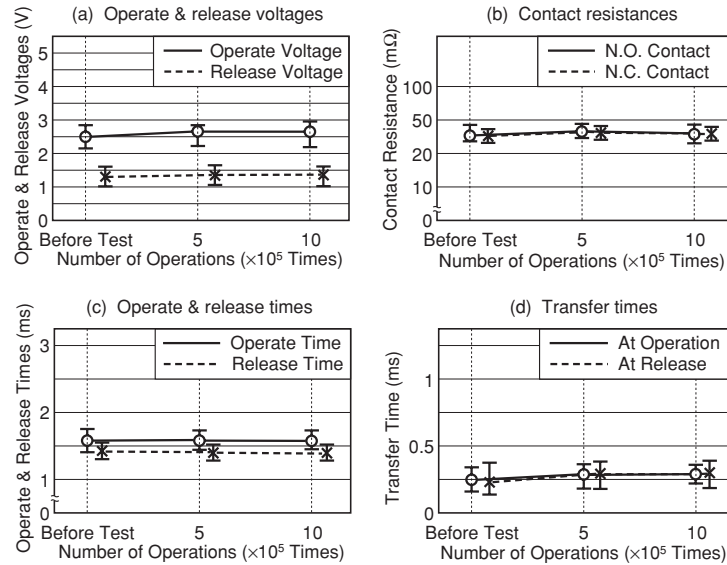 (a) Operate & release voltages
Operate & Release Voltages (V)
5
4
3
2
1
0
Operate Voltage
Release Voltage
Before Test
5
10
Number of Operations (×10⁵ Times)
(b) Contact resistances
Contact Resistance (mΩ)
100
50
20
10
0
N.O. Contact
N.C. Contact
Before Test
5
10
Number of Operations (×10⁵ Times)
(c) Operate & release times
Operate & Release Times (ms)
3
2
1
0
Operate Time
Release Time
Before Test
5
10
Number of Operations (×10⁵ Times)
(d) Transfer times
Transfer Time (ms)
1
0.5
0
At Operation
At Release
Before Test
5
10
Number of Operations (×10⁵ Times)